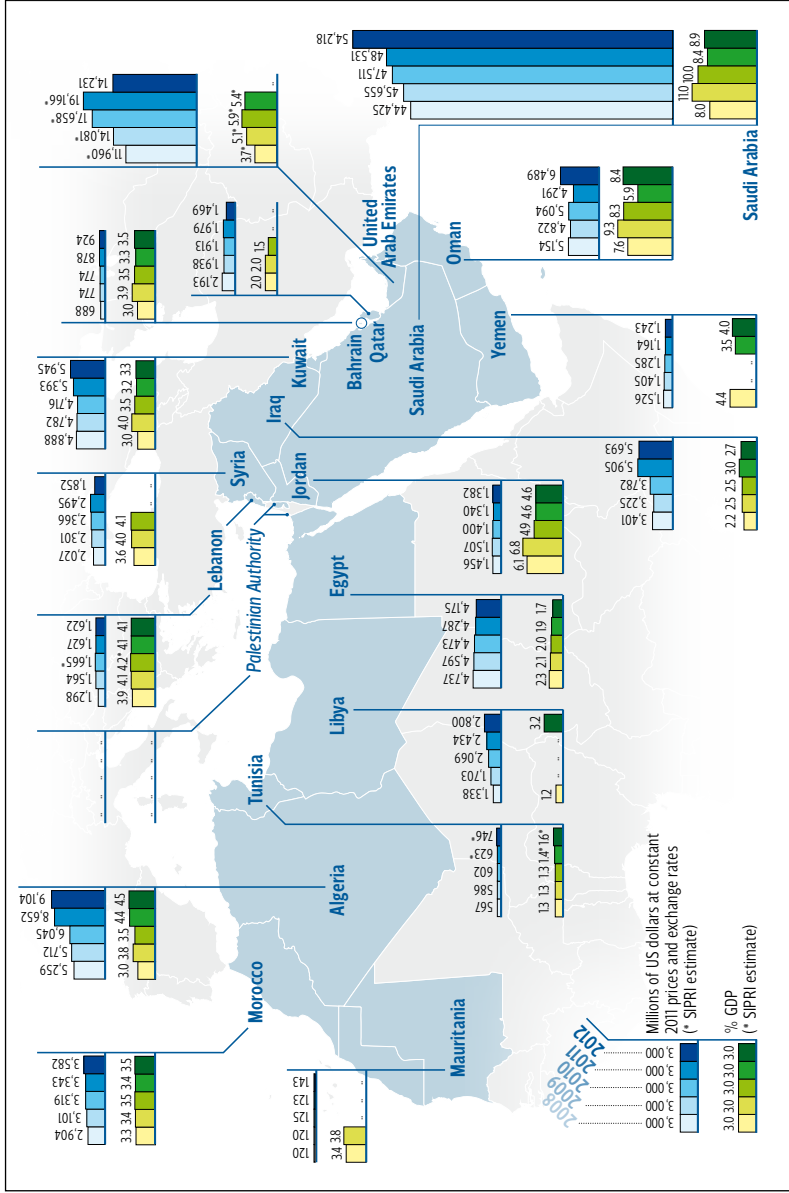 2,904 3,101 3,319 3,343 3,582
3.3 3.4 3.5 3.4 3.5
Morocco
5,259 5,712 6,045 8,652 9,104
3.0 3.8 3.5 4.4 4.5
Algeria
.. .. .. .. ..
.. .. .. .. ..
Palestinian Authority
1,298 1,564 1,665* 1,627 1,622
3.9 4.1 4.2* 4.1 4.1
Lebanon
2,027 2,301 2,366 2,495 1,852
3.6 4.0 4.1 .. ..
Syria
4,888 4,782 4,716 5,393 5,945
3.0 4.0 3.5 3.2 3.3
Kuwait
688 774 774 878 924
3.0 3.9 3.5 3.3 3.5
Bahrain
2,193 1,938 1,913 1,979 1,469
2.0 2.0 1.5 .. ..
Qatar
11,960* 14,081* 17,658* 19,166* 14,231
3.7* 5.1* 5.9* 5.4* ..
United
Arab Emirates
120 120 125 123 143
3.4 3.8 .. .. ..
Mauritania
567 586 602 623* 746*
1.3 1.3 1.3 1.4* 1.6*
Tunisia
1,338 1,703 2,069 2,434 2,800
1.2 .. .. .. 3.2
Libya
4,737 4,597 4,473 4,287 4,175
2.3 2.1 2.0 1.9 1.7
Egypt
1,456 1,507 1,400 1,340 1,382
6.1 6.8 4.9 4.6 4.6
Jordan
3,401 3,225 3,782 5,905 5,693
2.2 2.5 2.5 3.0 2.7
Iraq
1,526 1,405 1,285 1,164 1,243
4.4 .. .. 3.5 4.0
Yemen
5,154 4,822 5,094 4,291 6,489
7.6 9.3 8.3 5.9 8.4
Oman
Saudi Arabia
44,425 45,655 47,311 48,531 54,218
8.0 11.0 10.0 8.4 8.9
Saudi Arabia
2008 2009 2010 2011 2012
3,000 3,000 3,000 3,000 3,000
Millions of US dollars at constant
2011 prices and exchange rates
(* SIPRI estimate)
3.0 3.0 3.0 3.0 3.0
% GDP
(* SIPRI estimate)